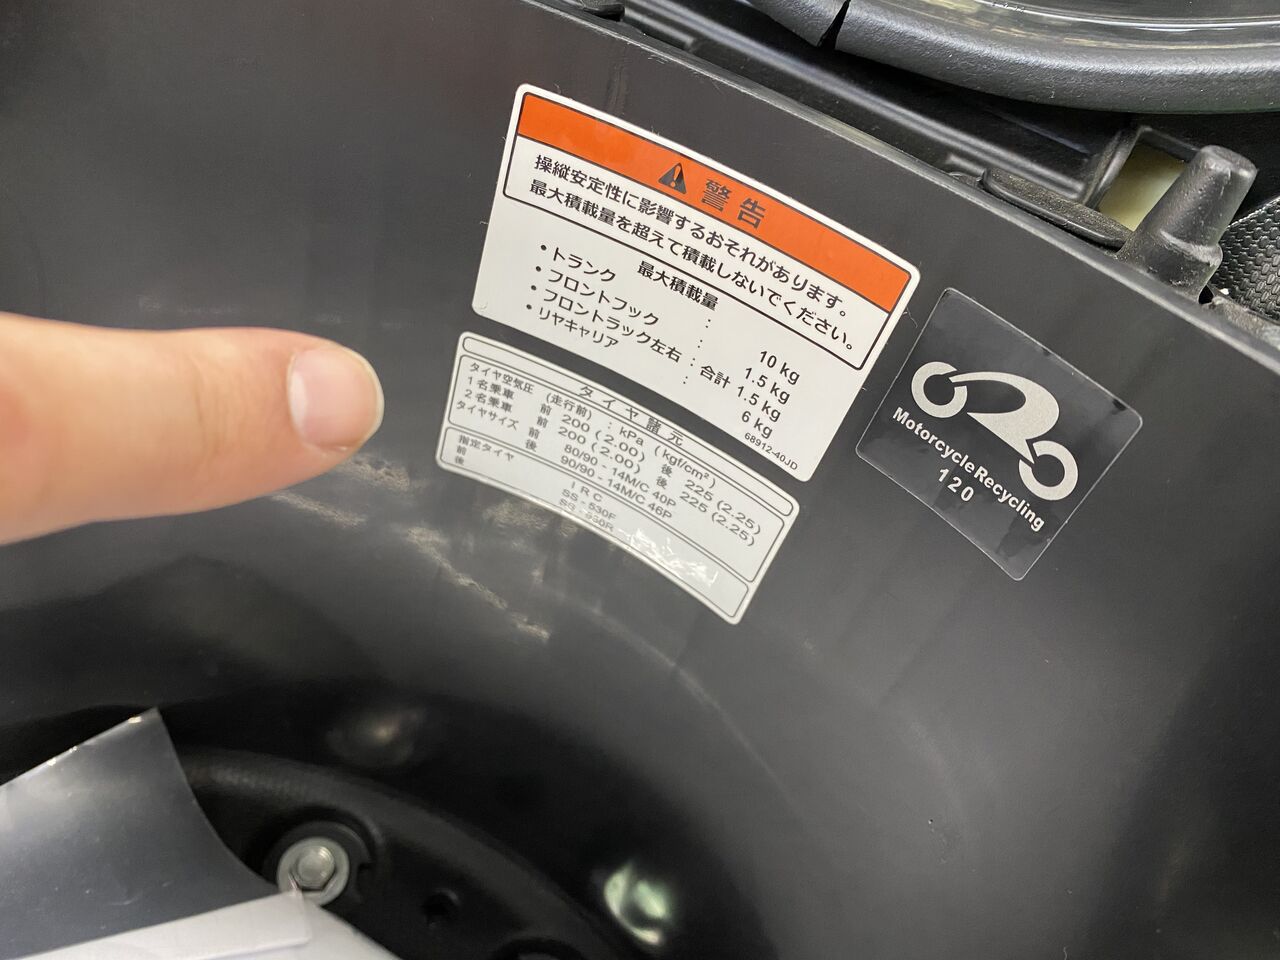 警告
操縦安定性に影響するおそれがあります。
最大積載量を超えて積載しないでください。
最大積載量
・トランク : 10 kg
・フロントフック : 1.5 kg
・フロントラック左右 : 合計 1.5 kg
・リヤキャリア : 6 kg
68912-40JD
タイヤ諸元
タイヤ空気圧 (走行前) : kPa (kgf/cm²)
1名乗車 前 200 (2.00) 後 225 (2.25)
2名乗車 前 200 (2.00) 後 225 (2.25)
タイヤサイズ 前 80/90 - 14M/C 40P
後 90/90 - 14M/C 46P
指定タイヤ IRC
前 SS - 530F
後
Motorcycle Recycling
120